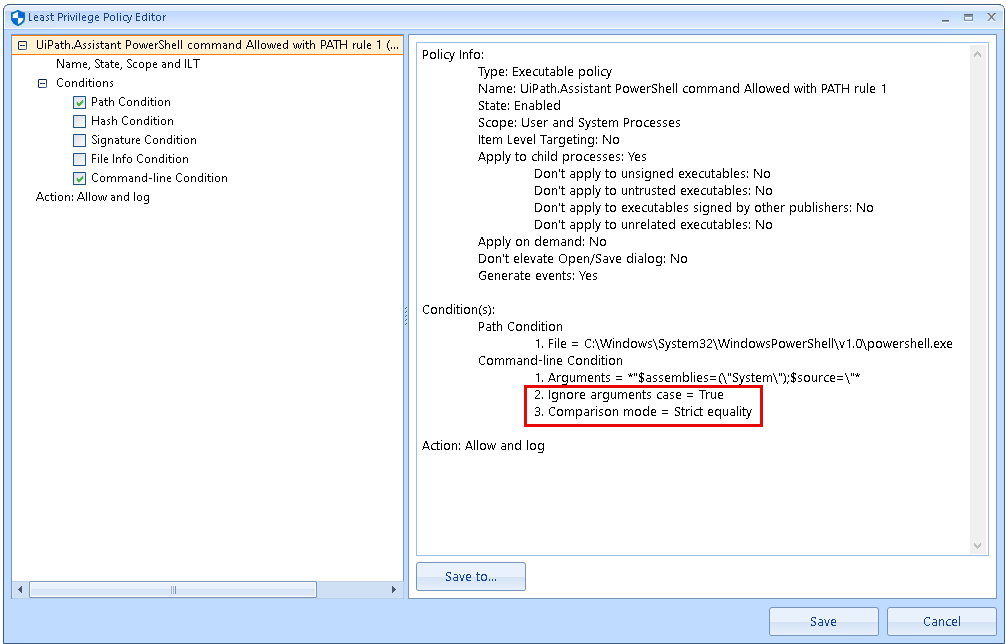 Least Privilege Policy Editor
UiPath.Assistant PowerShell command Allowed with PATH rule 1 (...
Name, State, Scope and ILT
Conditions
Path Condition
Hash Condition
Signature Condition
File Info Condition
Command-line Condition
Action: Allow and log
Policy Info:
Type: Executable policy
Name: UiPath.Assistant PowerShell command Allowed with PATH rule 1
State: Enabled
Scope: User and System Processes
Item Level Targeting: No
Apply to child processes: Yes
Don't apply to unsigned executables: No
Don't apply to untrusted executables: No
Don't apply to executables signed by other publishers: No
Don't apply to unrelated executables: No
Apply on demand: No
Don't elevate Open/Save dialog: No
Generate events: Yes
Condition(s):
Path Condition
1. File = C:\Windows\System32\WindowsPowerShell\v1.0\powershell.exe
Command-line Condition
1. Arguments = *"$assemblies=(\"System\");$source=\"*
2. Ignore arguments case = True
3. Comparison mode = Strict equality
Action: Allow and log
Save to...
Save
Cancel